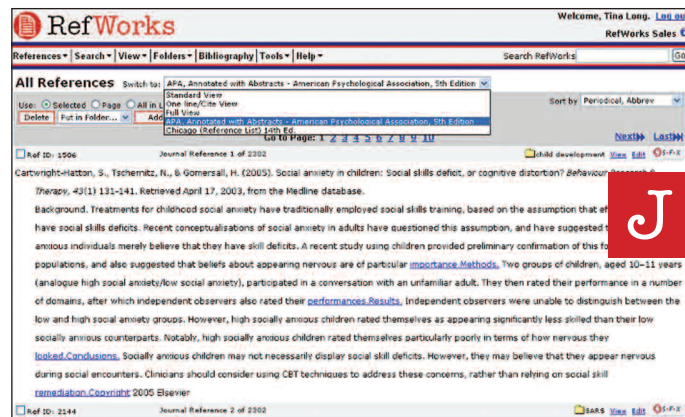 RefWorks
Welcome, Tina Long. Log ou
RefWorks Sales
References Search View Folders Bibliography Tools Help Search RefWorks Go
All References Switch to: APA, Annotated with Abstracts - American Psychological Association, 5th Edition
Standard View
One line/Cite View
Full View
APA, Annotated with Abstracts - American Psychological Association, 5th Edition
Chicago (Reference List) 14th Ed.
Use: Selected Page All in L Sort by Periodical, Abbrev
Delete Put in Folder... Add
Go to Page: 1 2 3 4 5 6 7 8 9 10 Next Last
Ref ID: 1506 Journal Reference 1 of 2302 child development View Edit S·F·X
Cartwright-Hatton, S., Tschernitz, N., & Gomersall, H. (2005). Social anxiety in children: Social skills deficit, or cognitive distortion? Behaviour Research &
Therapy, 43(1) 131-141. Retrieved April 17, 2003, from the Medline database.
Background. Treatments for childhood social anxiety have traditionally employed social skills training, based on the assumption that
have social skills deficits. Recent conceptualisations of social anxiety in adults have questioned this assumption, and have suggested
anxious individuals merely believe that they have skill deficits. A recent study using children provided preliminary confirmation of this
populations, and also suggested that beliefs about appearing nervous are of particular importance.Methods. Two groups of children, aged 10–11 years
(analogue high social anxiety/low social anxiety), participated in a conversation with an unfamiliar adult. They then rated their performance in a number
of domains, after which independent observers also rated their performances.Results. Independent observers were unable to distinguish between the
low and high social anxiety groups. However, high socially anxious children rated themselves as appearing significantly less skilled than their low
socially anxious counterparts. Notably, high socially anxious children rated themselves particularly poorly in terms of how nervous they
looked.Conclusions. Socially anxious children may not necessarily display social skill deficits. However, they may believe that they appear nervous
during social encounters. Clinicians should consider using CBT techniques to address these concerns, rather than relying on social skill
remediation.Copyright 2005 Elsevier
Ref ID: 2144 Journal Reference 2 of 2302 SARS View Edit S·F·X
J